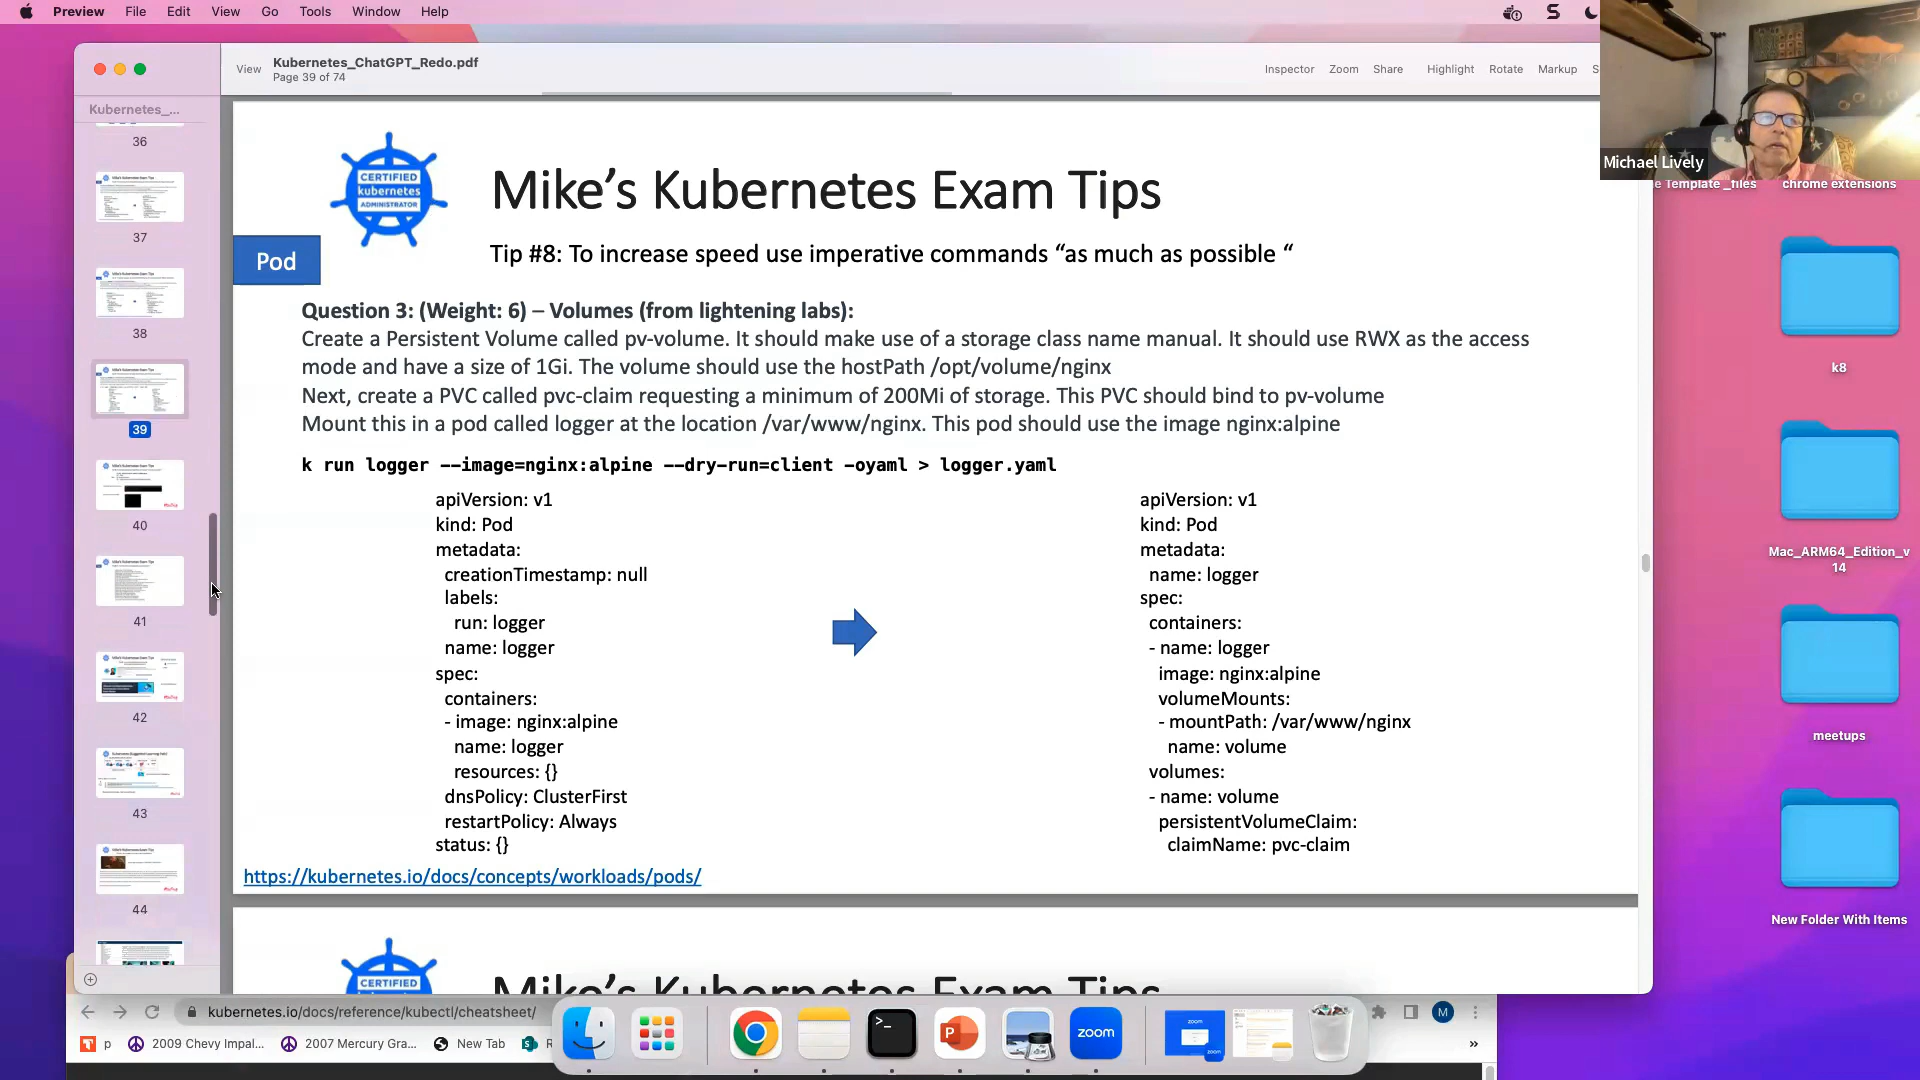 Preview File Edit View Go Tools Window Help
View
Kubernetes_ChatGPT_Redo.pdf
Page 39 of 74
Inspector Zoom Share Highlight Rotate Markup S
Michael Lively
e Template _files
chrome extensions
Kubernetes_...
36
37
38
39
40
41
42
43
44
CERTIFIED
kubernetes
ADMINISTRATOR
Mike's Kubernetes Exam Tips
Pod
Tip #8: To increase speed use imperative commands “as much as possible “
Question 3: (Weight: 6) – Volumes (from lightening labs):
Create a Persistent Volume called pv-volume. It should make use of a storage class name manual. It should use RWX as the access
mode and have a size of 1Gi. The volume should use the hostPath /opt/volume/nginx
Next, create a PVC called pvc-claim requesting a minimum of 200Mi of storage. This PVC should bind to pv-volume
Mount this in a pod called logger at the location /var/www/nginx. This pod should use the image nginx:alpine
k run logger --image=nginx:alpine --dry-run=client -oyaml > logger.yaml
apiVersion: v1
kind: Pod
metadata:
creationTimestamp: null
labels:
run: logger
name: logger
spec:
containers:
- image: nginx:alpine
name: logger
resources: {}
dnsPolicy: ClusterFirst
restartPolicy: Always
status: {}
apiVersion: v1
kind: Pod
metadata:
name: logger
spec:
containers:
- name: logger
image: nginx:alpine
volumeMounts:
- mountPath: /var/www/nginx
name: volume
volumes:
- name: volume
persistentVolumeClaim:
claimName: pvc-claim
https://kubernetes.io/docs/concepts/workloads/pods/
CERTIFIED
Mike's Kubernetes Exam Tips
k8
Mac_ARM64_Edition_v
14
meetups
New Folder With Items
kubernetes.io/docs/reference/kubectl/cheatsheet/
M
p
2009 Chevy Impal...
2007 Mercury Gra...
New Tab
zoom
zoom